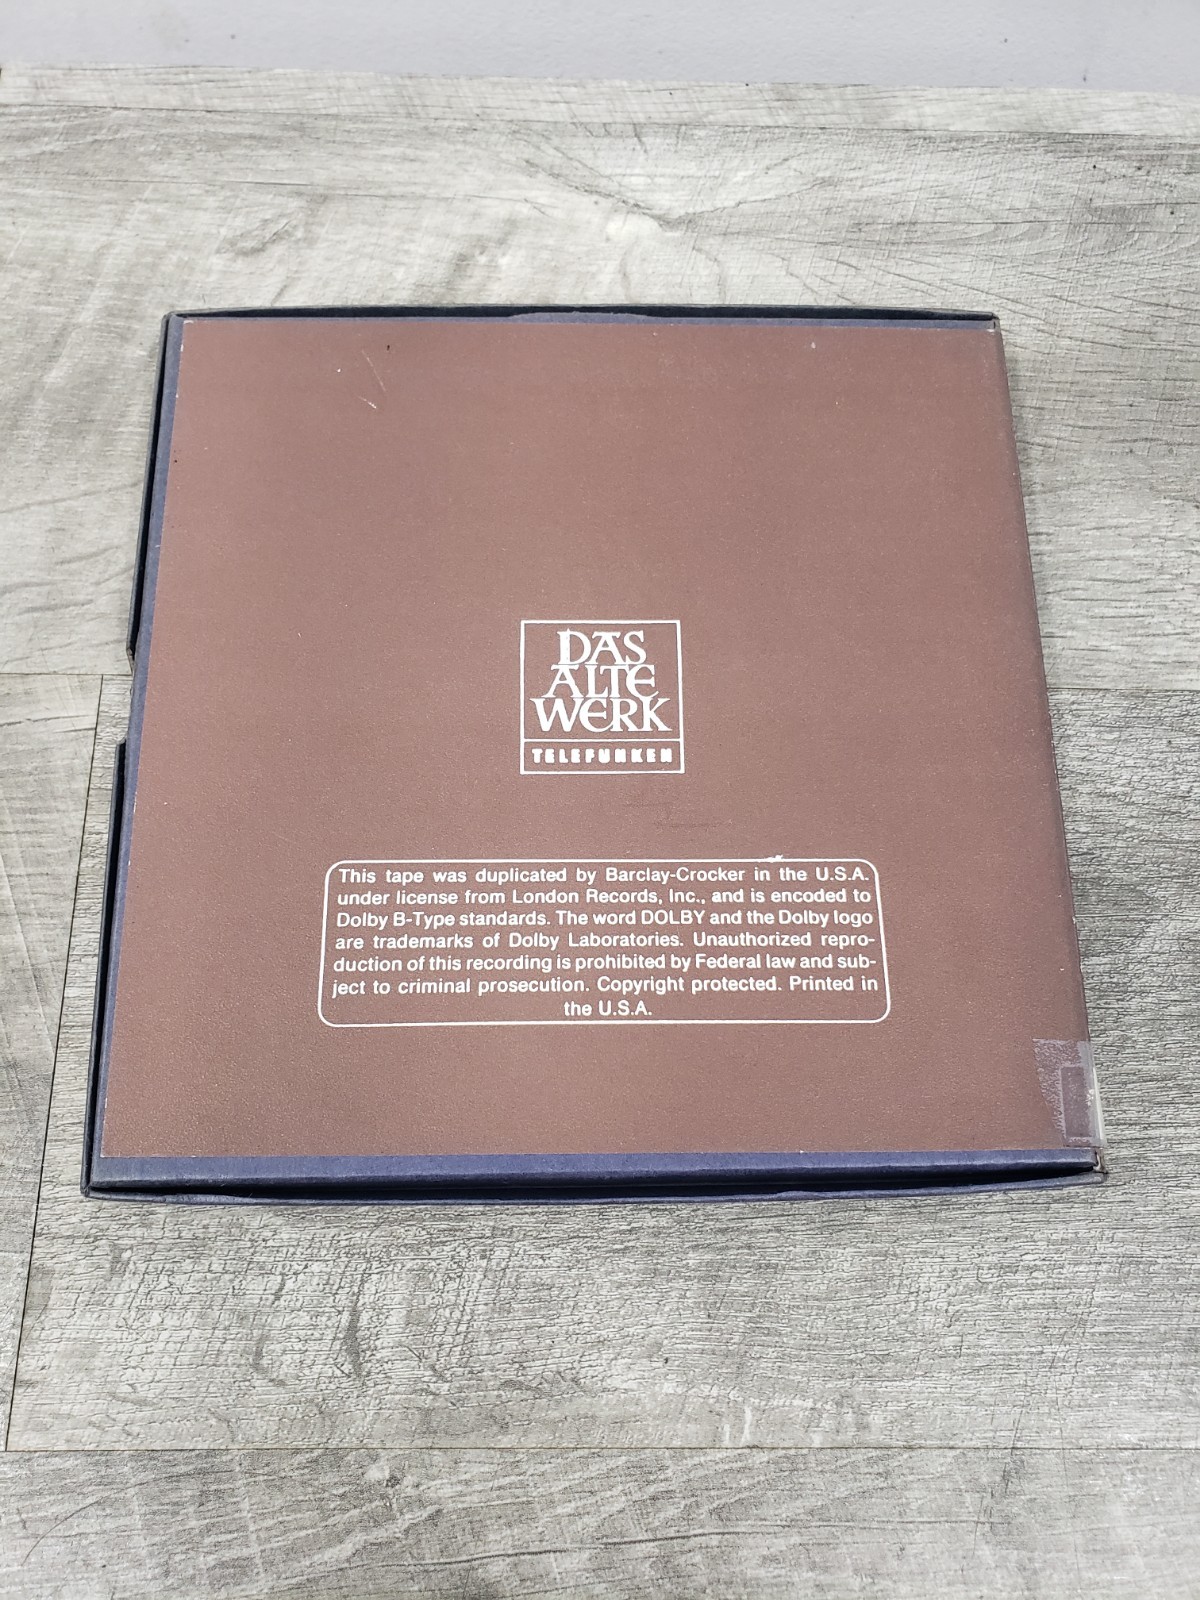 DAS
ALTE
WERK
TELEFUNKEN
This tape was duplicated by Barclay-Crocker in the U.S.A.
under license from London Records, Inc., and is encoded to
Dolby B-Type standards. The word DOLBY and the Dolby logo
are trademarks of Dolby Laboratories. Unauthorized repro-
duction of this recording is prohibited by Federal law and sub-
ject to criminal prosecution. Copyright protected. Printed in
the U.S.A.